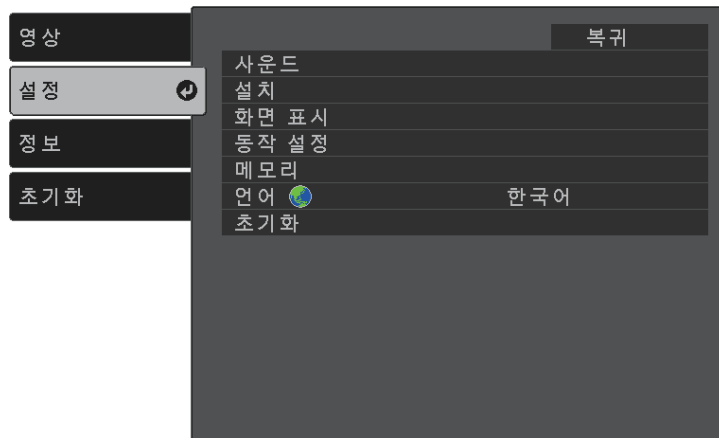 영상
설정
정보
초기화
복귀
사운드
설치
화면 표시
동작 설정
메모리
언어 한국어
초기화